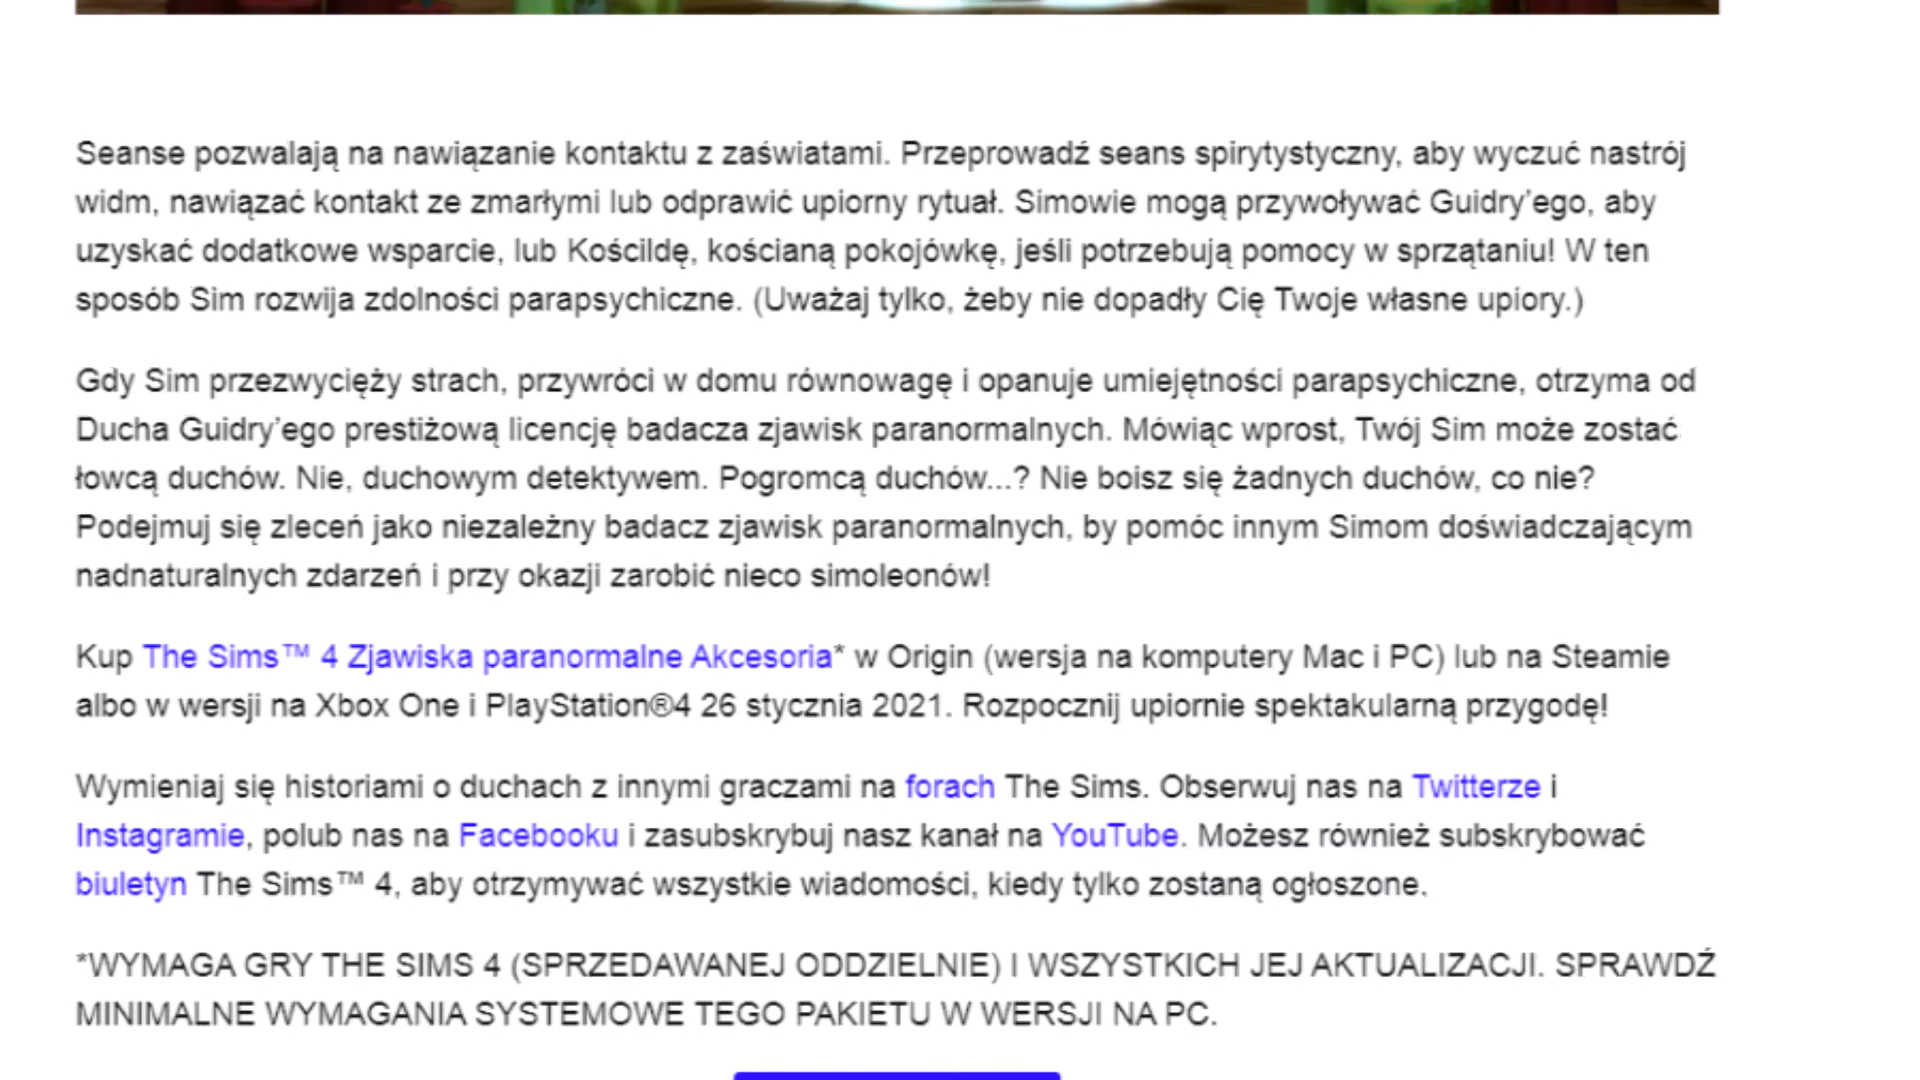 Seanse pozwalają na nawiązanie kontaktu z zaświatami. Przeprowadź seans spirytystyczny, aby wyczuć nastrój
widm, nawiązać kontakt ze zmarłymi lub odprawić upiorny rytuał. Simowie mogą przywoływać Guidry’ego, aby
uzyskać dodatkowe wsparcie, lub Kościldę, kościaną pokojówkę, jeśli potrzebują pomocy w sprzątaniu! W ten
sposób Sim rozwija zdolności parapsychiczne. (Uważaj tylko, żeby nie dopadły Cię Twoje własne upiory.)
Gdy Sim przezwycięży strach, przywróci w domu równowagę i opanuje umiejętności parapsychiczne, otrzyma od
Ducha Guidry’ego prestiżową licencję badacza zjawisk paranormalnych. Mówiąc wprost, Twój Sim może zostać
łowcą duchów. Nie, duchowym detektywem. Pogromcą duchów...? Nie boisz się żadnych duchów, co nie?
Podejmuj się zleceń jako niezależny badacz zjawisk paranormalnych, by pomóc innym Simom doświadczającym
nadnaturalnych zdarzeń i przy okazji zarobić nieco simoleonów!
Kup The Sims™ 4 Zjawiska paranormalne Akcesoria* w Origin (wersja na komputery Mac i PC) lub na Steamie
albo w wersji na Xbox One i PlayStation®4 26 stycznia 2021. Rozpocznij upiornie spektakularną przygodę!
Wymieniaj się historiami o duchach z innymi graczami na forach The Sims. Obserwuj nas na Twitterze i
Instagramie, polub nas na Facebooku i zasubskrybuj nasz kanał na YouTube. Możesz również subskrybować
biuletyn The Sims™ 4, aby otrzymywać wszystkie wiadomości, kiedy tylko zostaną ogłoszone.
*WYMAGA GRY THE SIMS 4 (SPRZEDAWANEJ ODDZIELNIE) I WSZYSTKICH JEJ AKTUALIZACJI. SPRAWDŹ
MINIMALNE WYMAGANIA SYSTEMOWE TEGO PAKIETU W WERSJI NA PC.